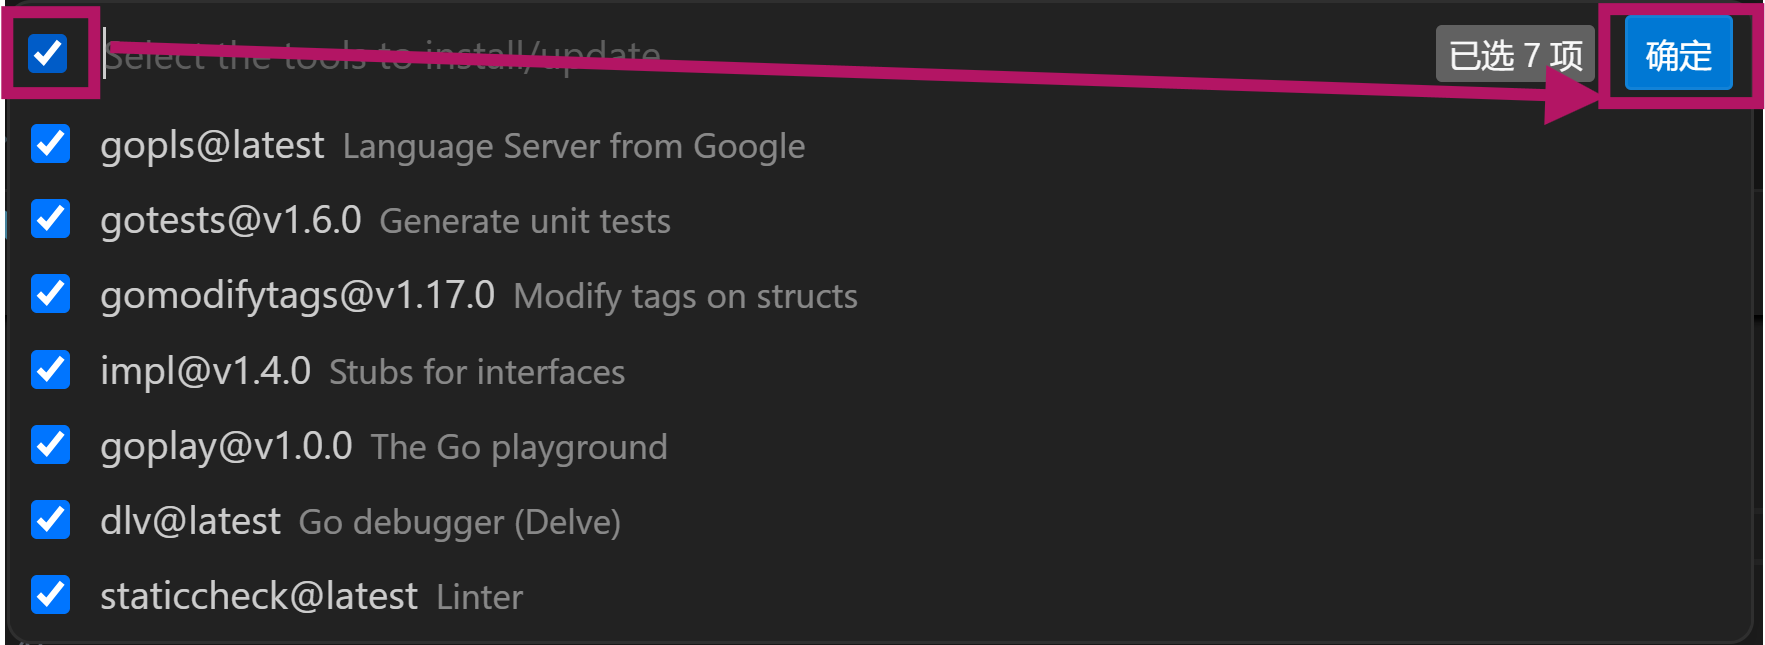 Select the tools to install/update
已选 7 项
确定
gopls@latest Language Server from Google
gotests@v1.6.0 Generate unit tests
gomodifytags@v1.17.0 Modify tags on structs
impl@v1.4.0 Stubs for interfaces
goplay@v1.0.0 The Go playground
dlv@latest Go debugger (Delve)
staticcheck@latest Linter